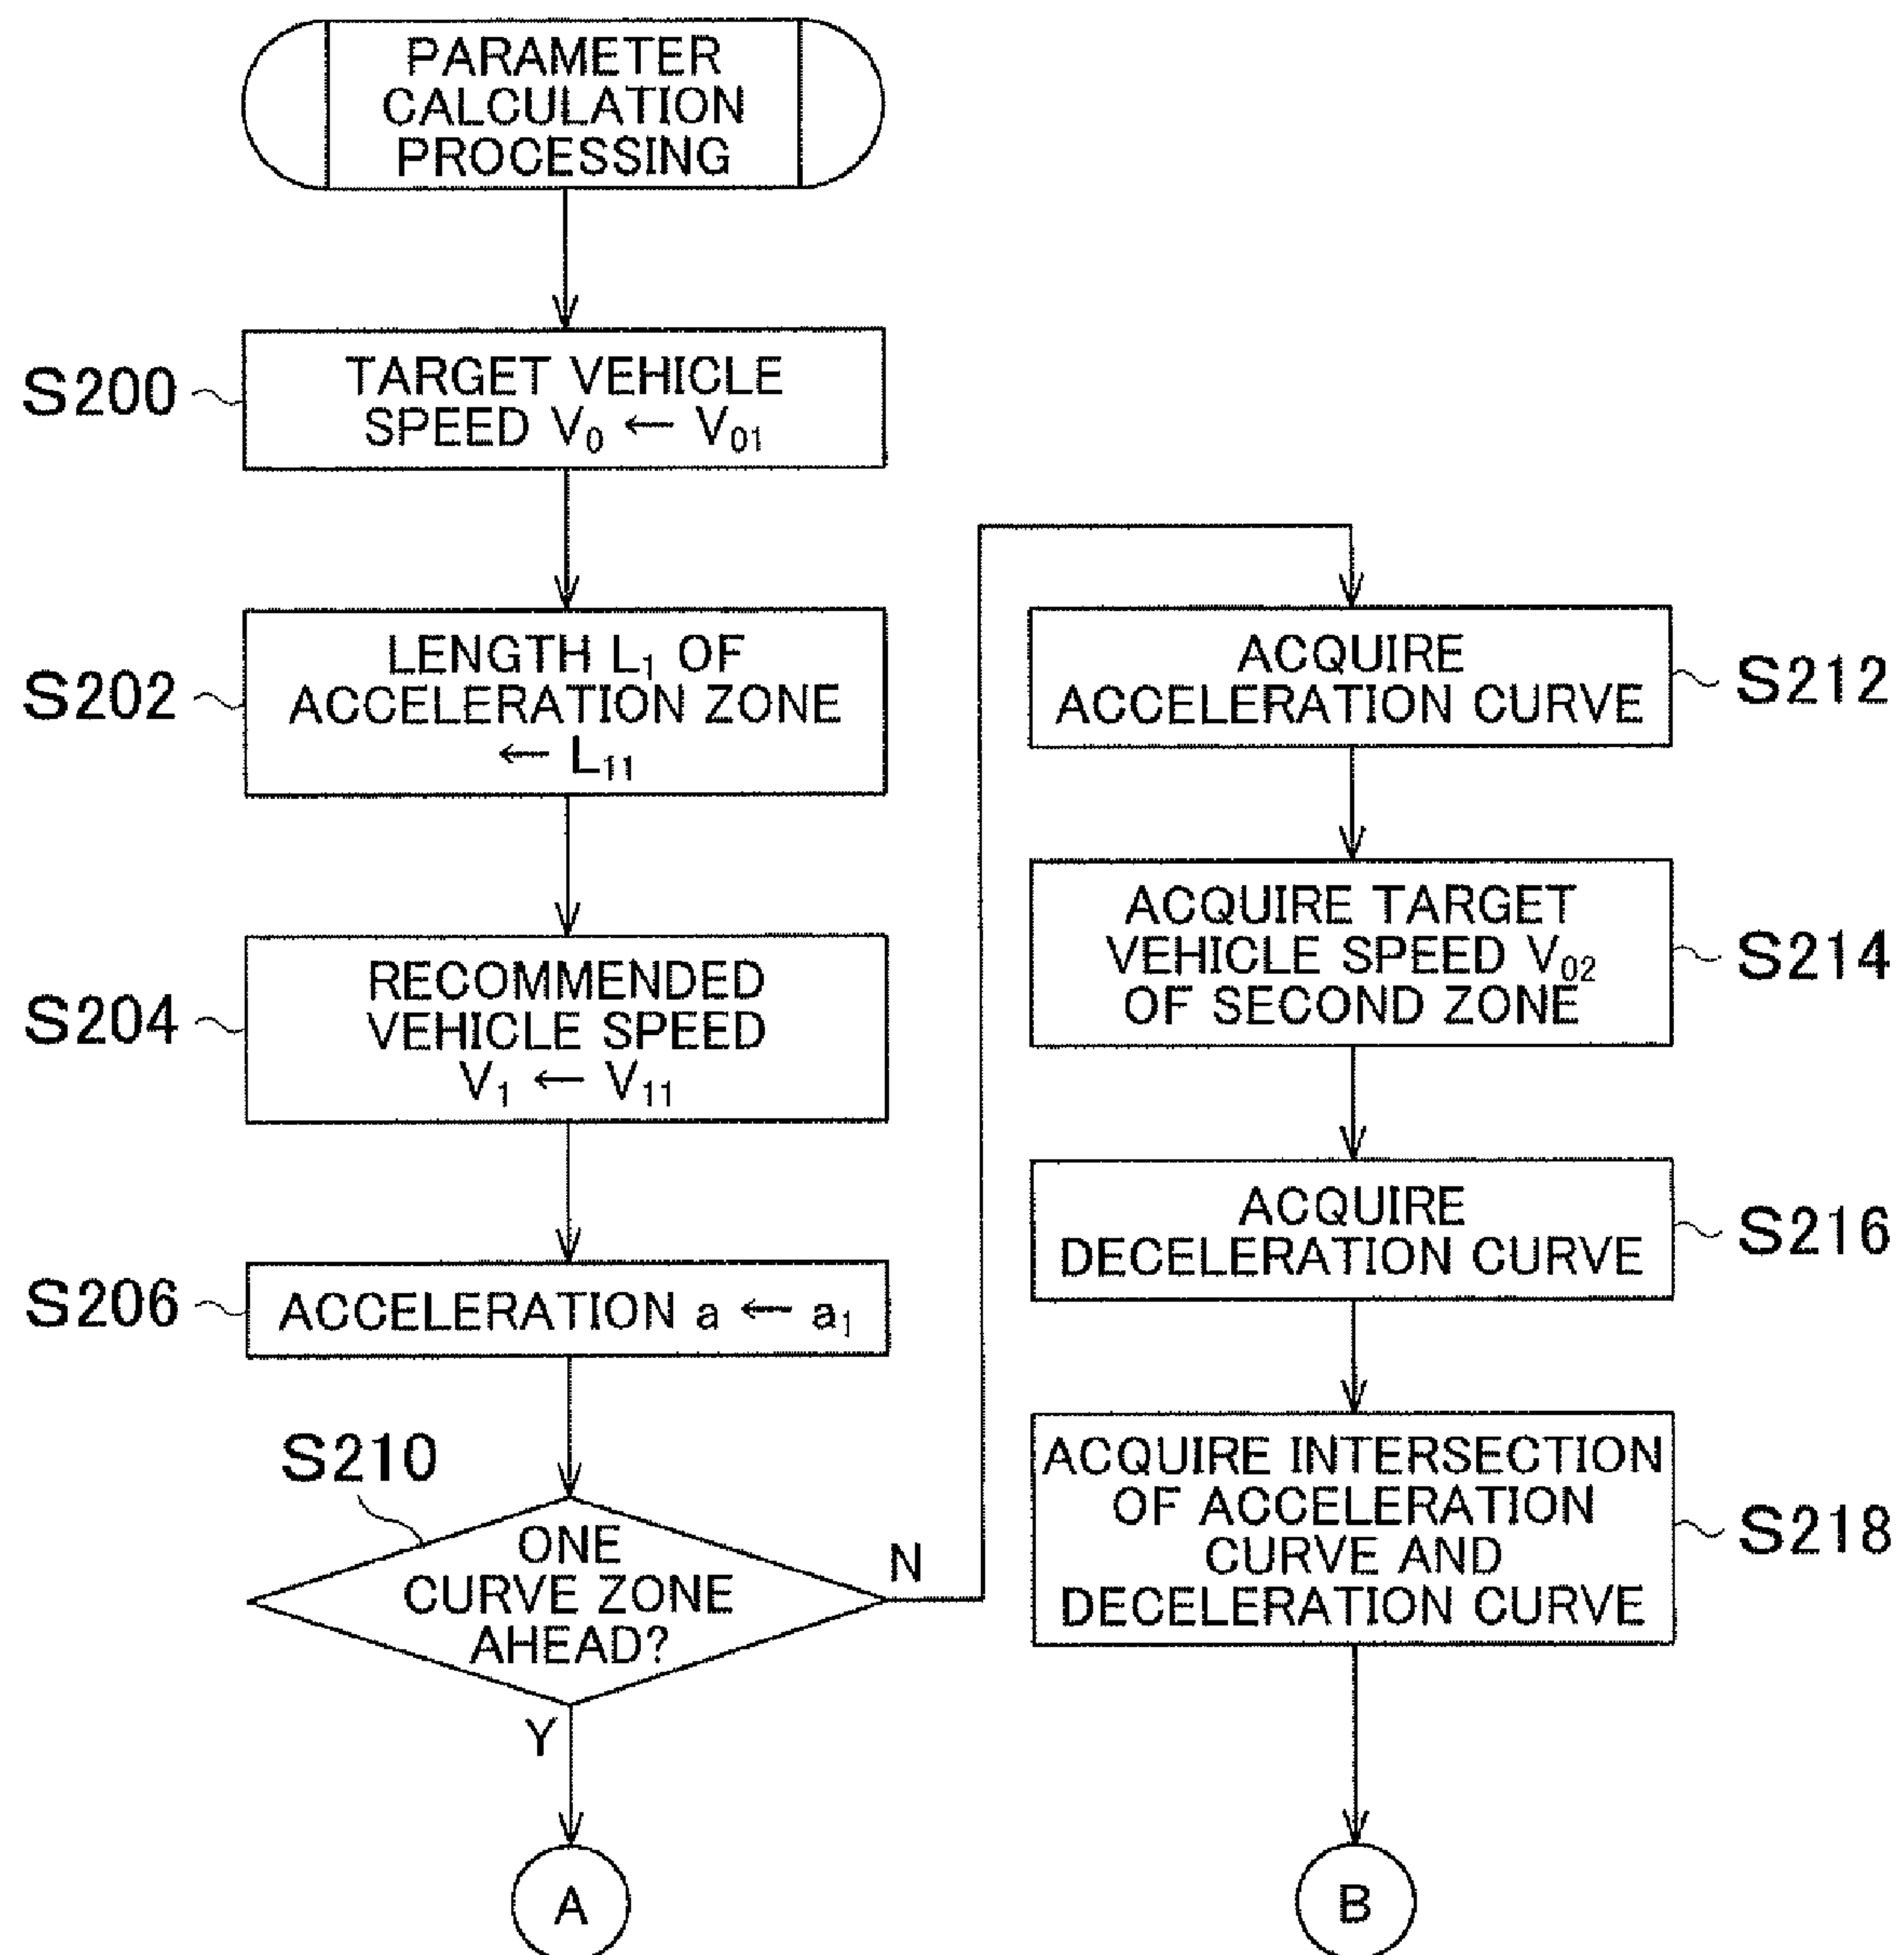 PARAMETER
CALCULATION
PROCESSING
S200
TARGET VEHICLE
SPEED V₀ ← V₀₁
S202
LENGTH L₁ OF
ACCELERATION ZONE
← L₁₁
S204
RECOMMENDED
VEHICLE SPEED
V₁ ← V₁₁
S206
ACCELERATION a ← a₁
S210
ONE
CURVE ZONE
AHEAD?
N
Y
A
ACQUIRE
ACCELERATION CURVE
S212
ACQUIRE TARGET
VEHICLE SPEED V₀₂
OF SECOND ZONE
S214
ACQUIRE
DECELERATION CURVE
S216
ACQUIRE INTERSECTION
OF ACCELERATION
CURVE AND
DECELERATION CURVE
S218
B